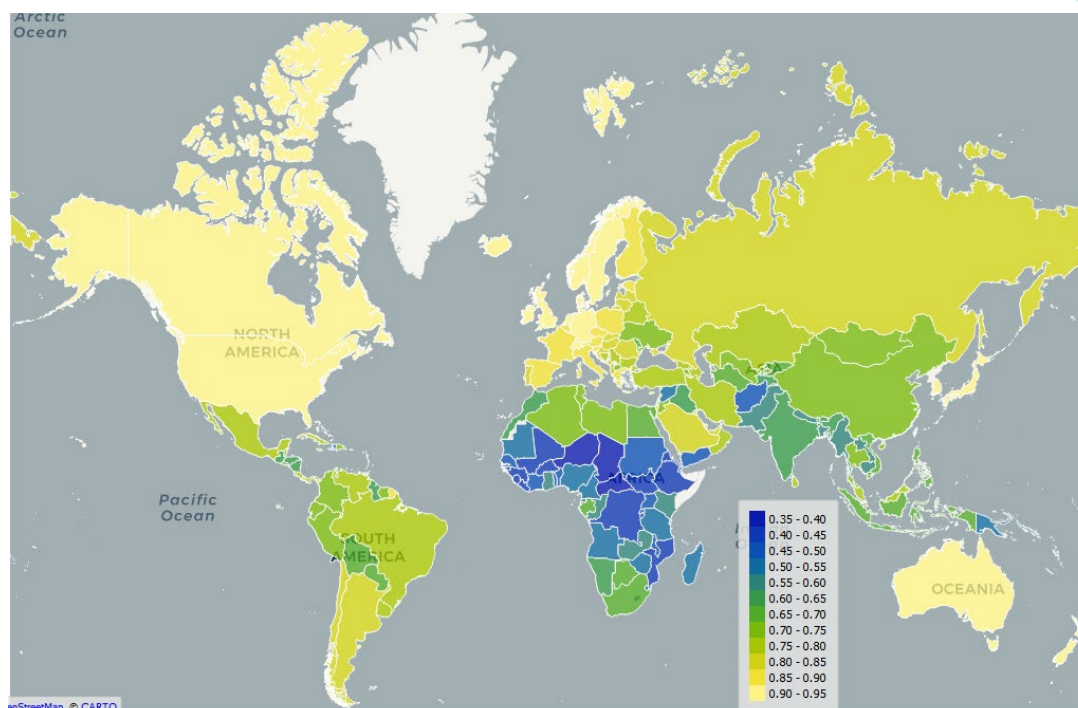 Arctic
Ocean
NORTH
AMERICA
ASIA
AFRICA
Pacific
Ocean
SOUTH
AMERICA
OCEANIA
0.35 - 0.40
0.40 - 0.45
0.45 - 0.50
0.50 - 0.55
0.55 - 0.60
0.60 - 0.65
0.65 - 0.70
0.70 - 0.75
0.75 - 0.80
0.80 - 0.85
0.85 - 0.90
0.90 - 0.95
enStreetMap, © CARTO